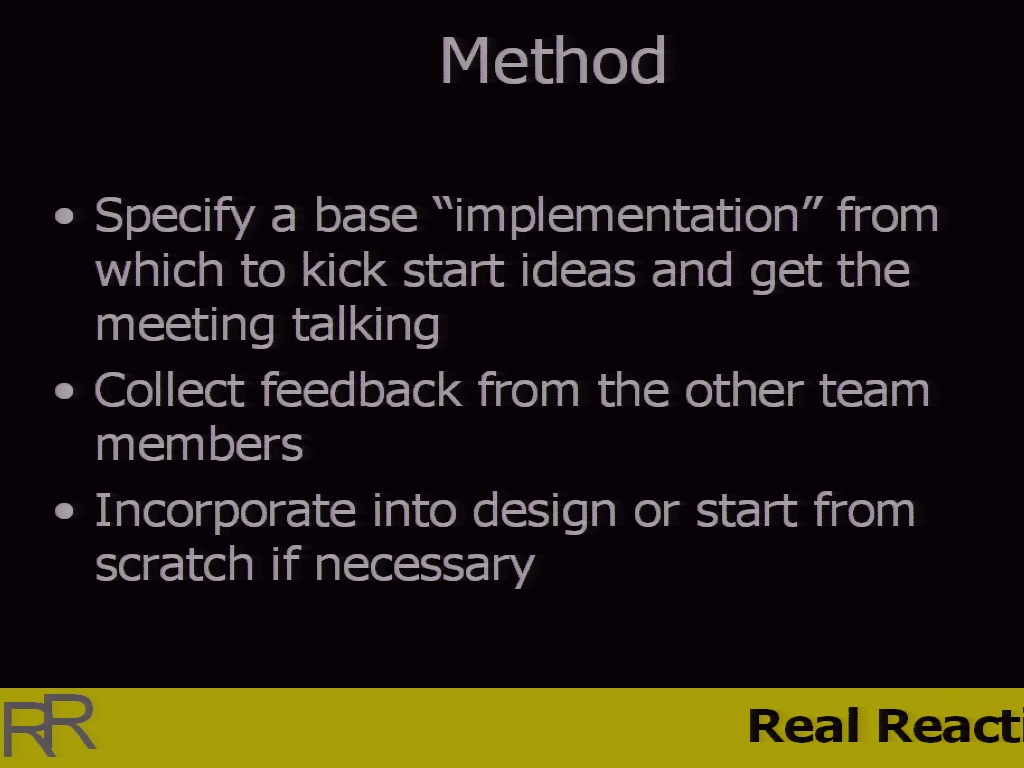 Method
• Specify a base “implementation” from
which to kick start ideas and get the
meeting talking
• Collect feedback from the other team
members
• Incorporate into design or start from
scratch if necessary
RR
Real Reacti